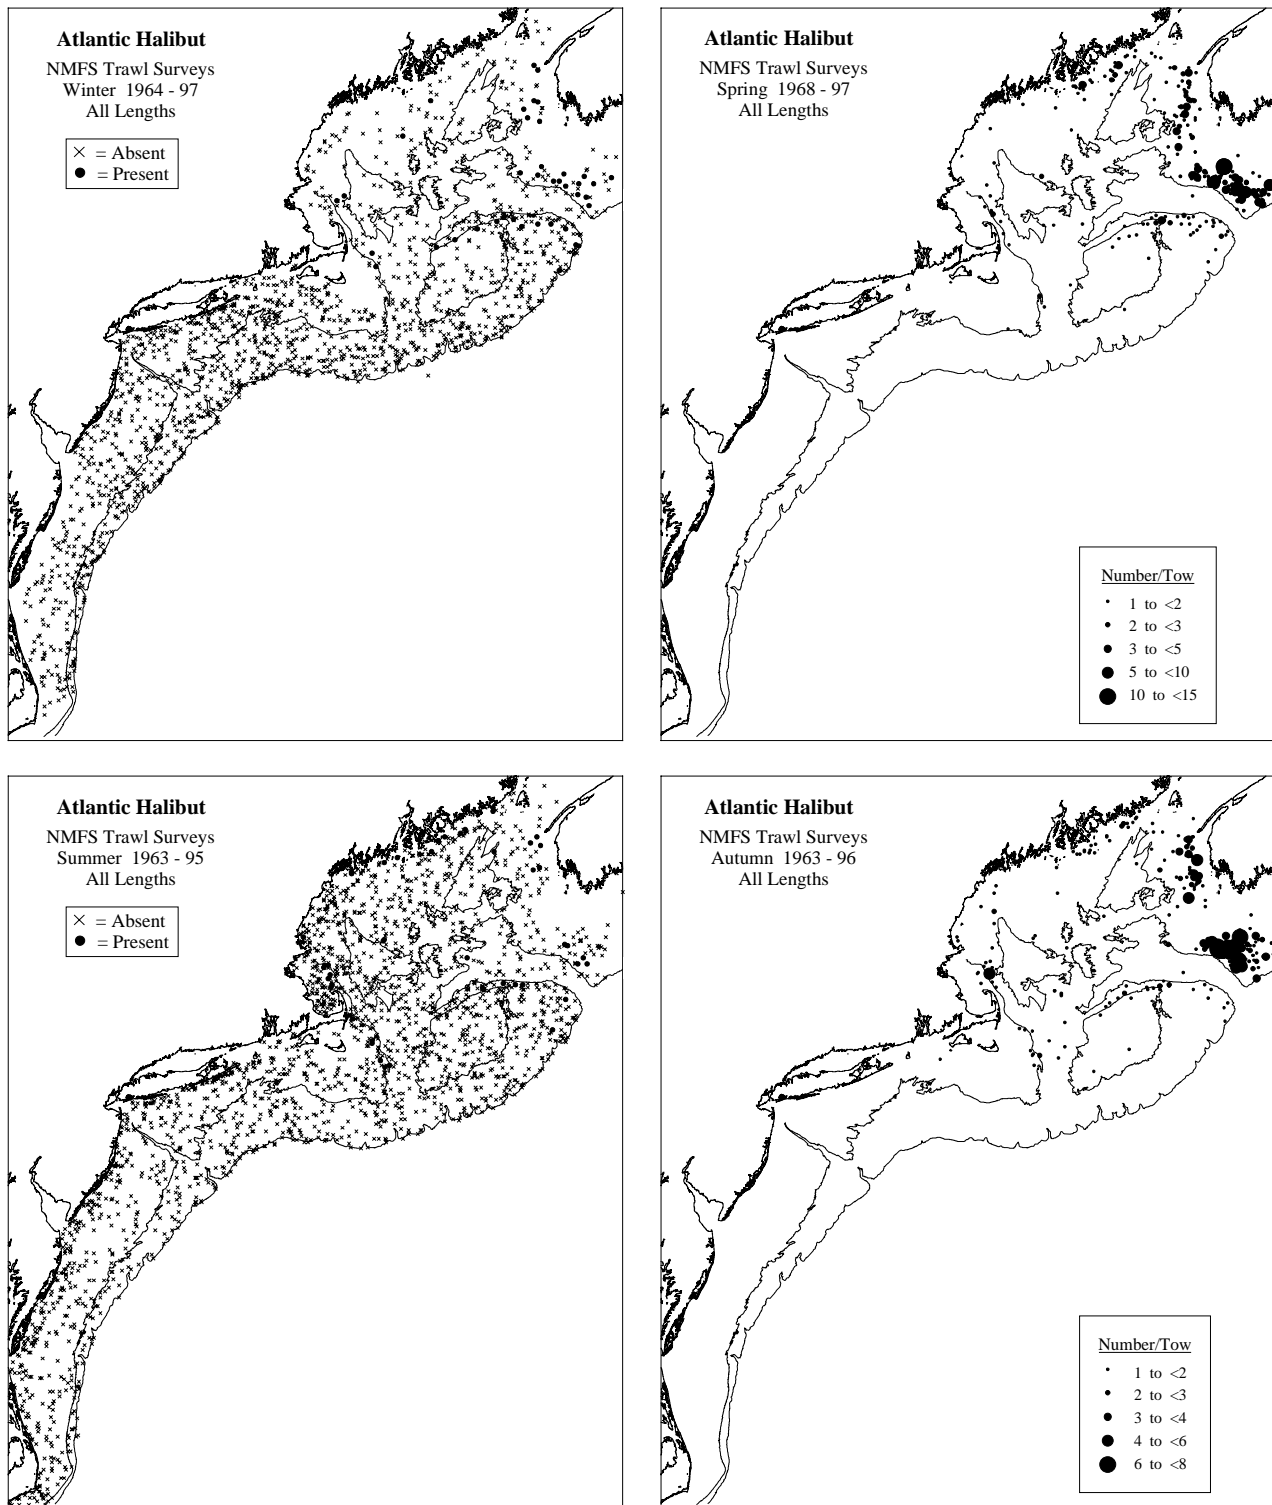 Atlantic Halibut
NMFS Trawl Surveys
Winter 1964 - 97
All Lengths
× = Absent
● = Present
Atlantic Halibut
NMFS Trawl Surveys
Spring 1968 - 97
All Lengths
Number/Tow
1 to <2
2 to <3
3 to <5
5 to <10
10 to <15
Atlantic Halibut
NMFS Trawl Surveys
Summer 1963 - 95
All Lengths
× = Absent
● = Present
Atlantic Halibut
NMFS Trawl Surveys
Autumn 1963 - 96
All Lengths
Number/Tow
1 to <2
2 to <3
3 to <4
4 to <6
6 to <8